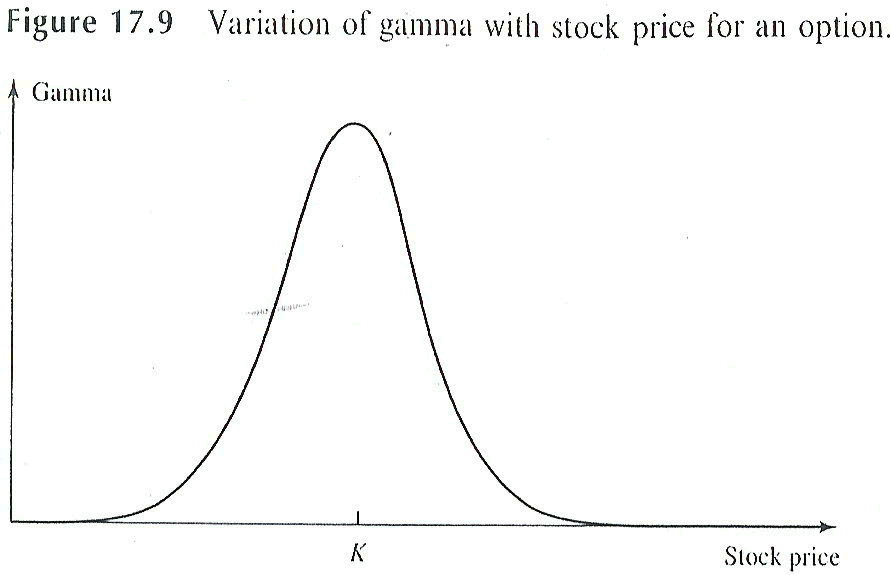 Figure 17.9 Variation of gamma with stock price for an option.
Gamma
K
Stock price